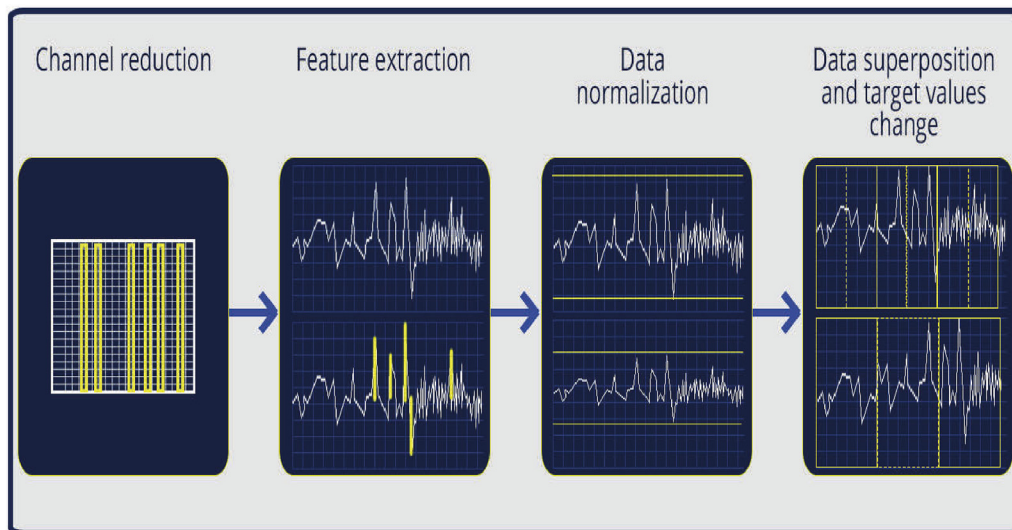 Channel reduction
Feature extraction
Data
normalization
Data superposition
and target values
change